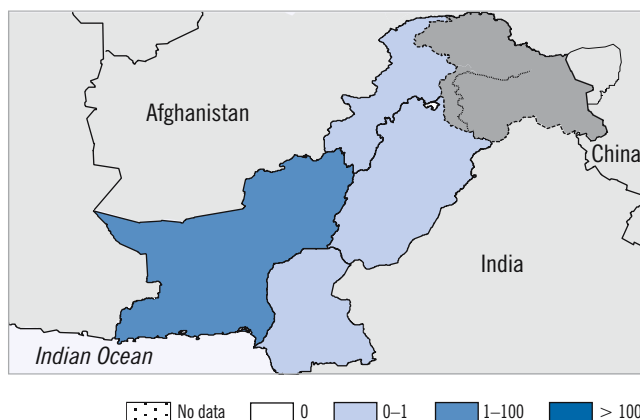 Afghanistan
China
India
Indian Ocean
No data 0 0–1 1–100 > 100